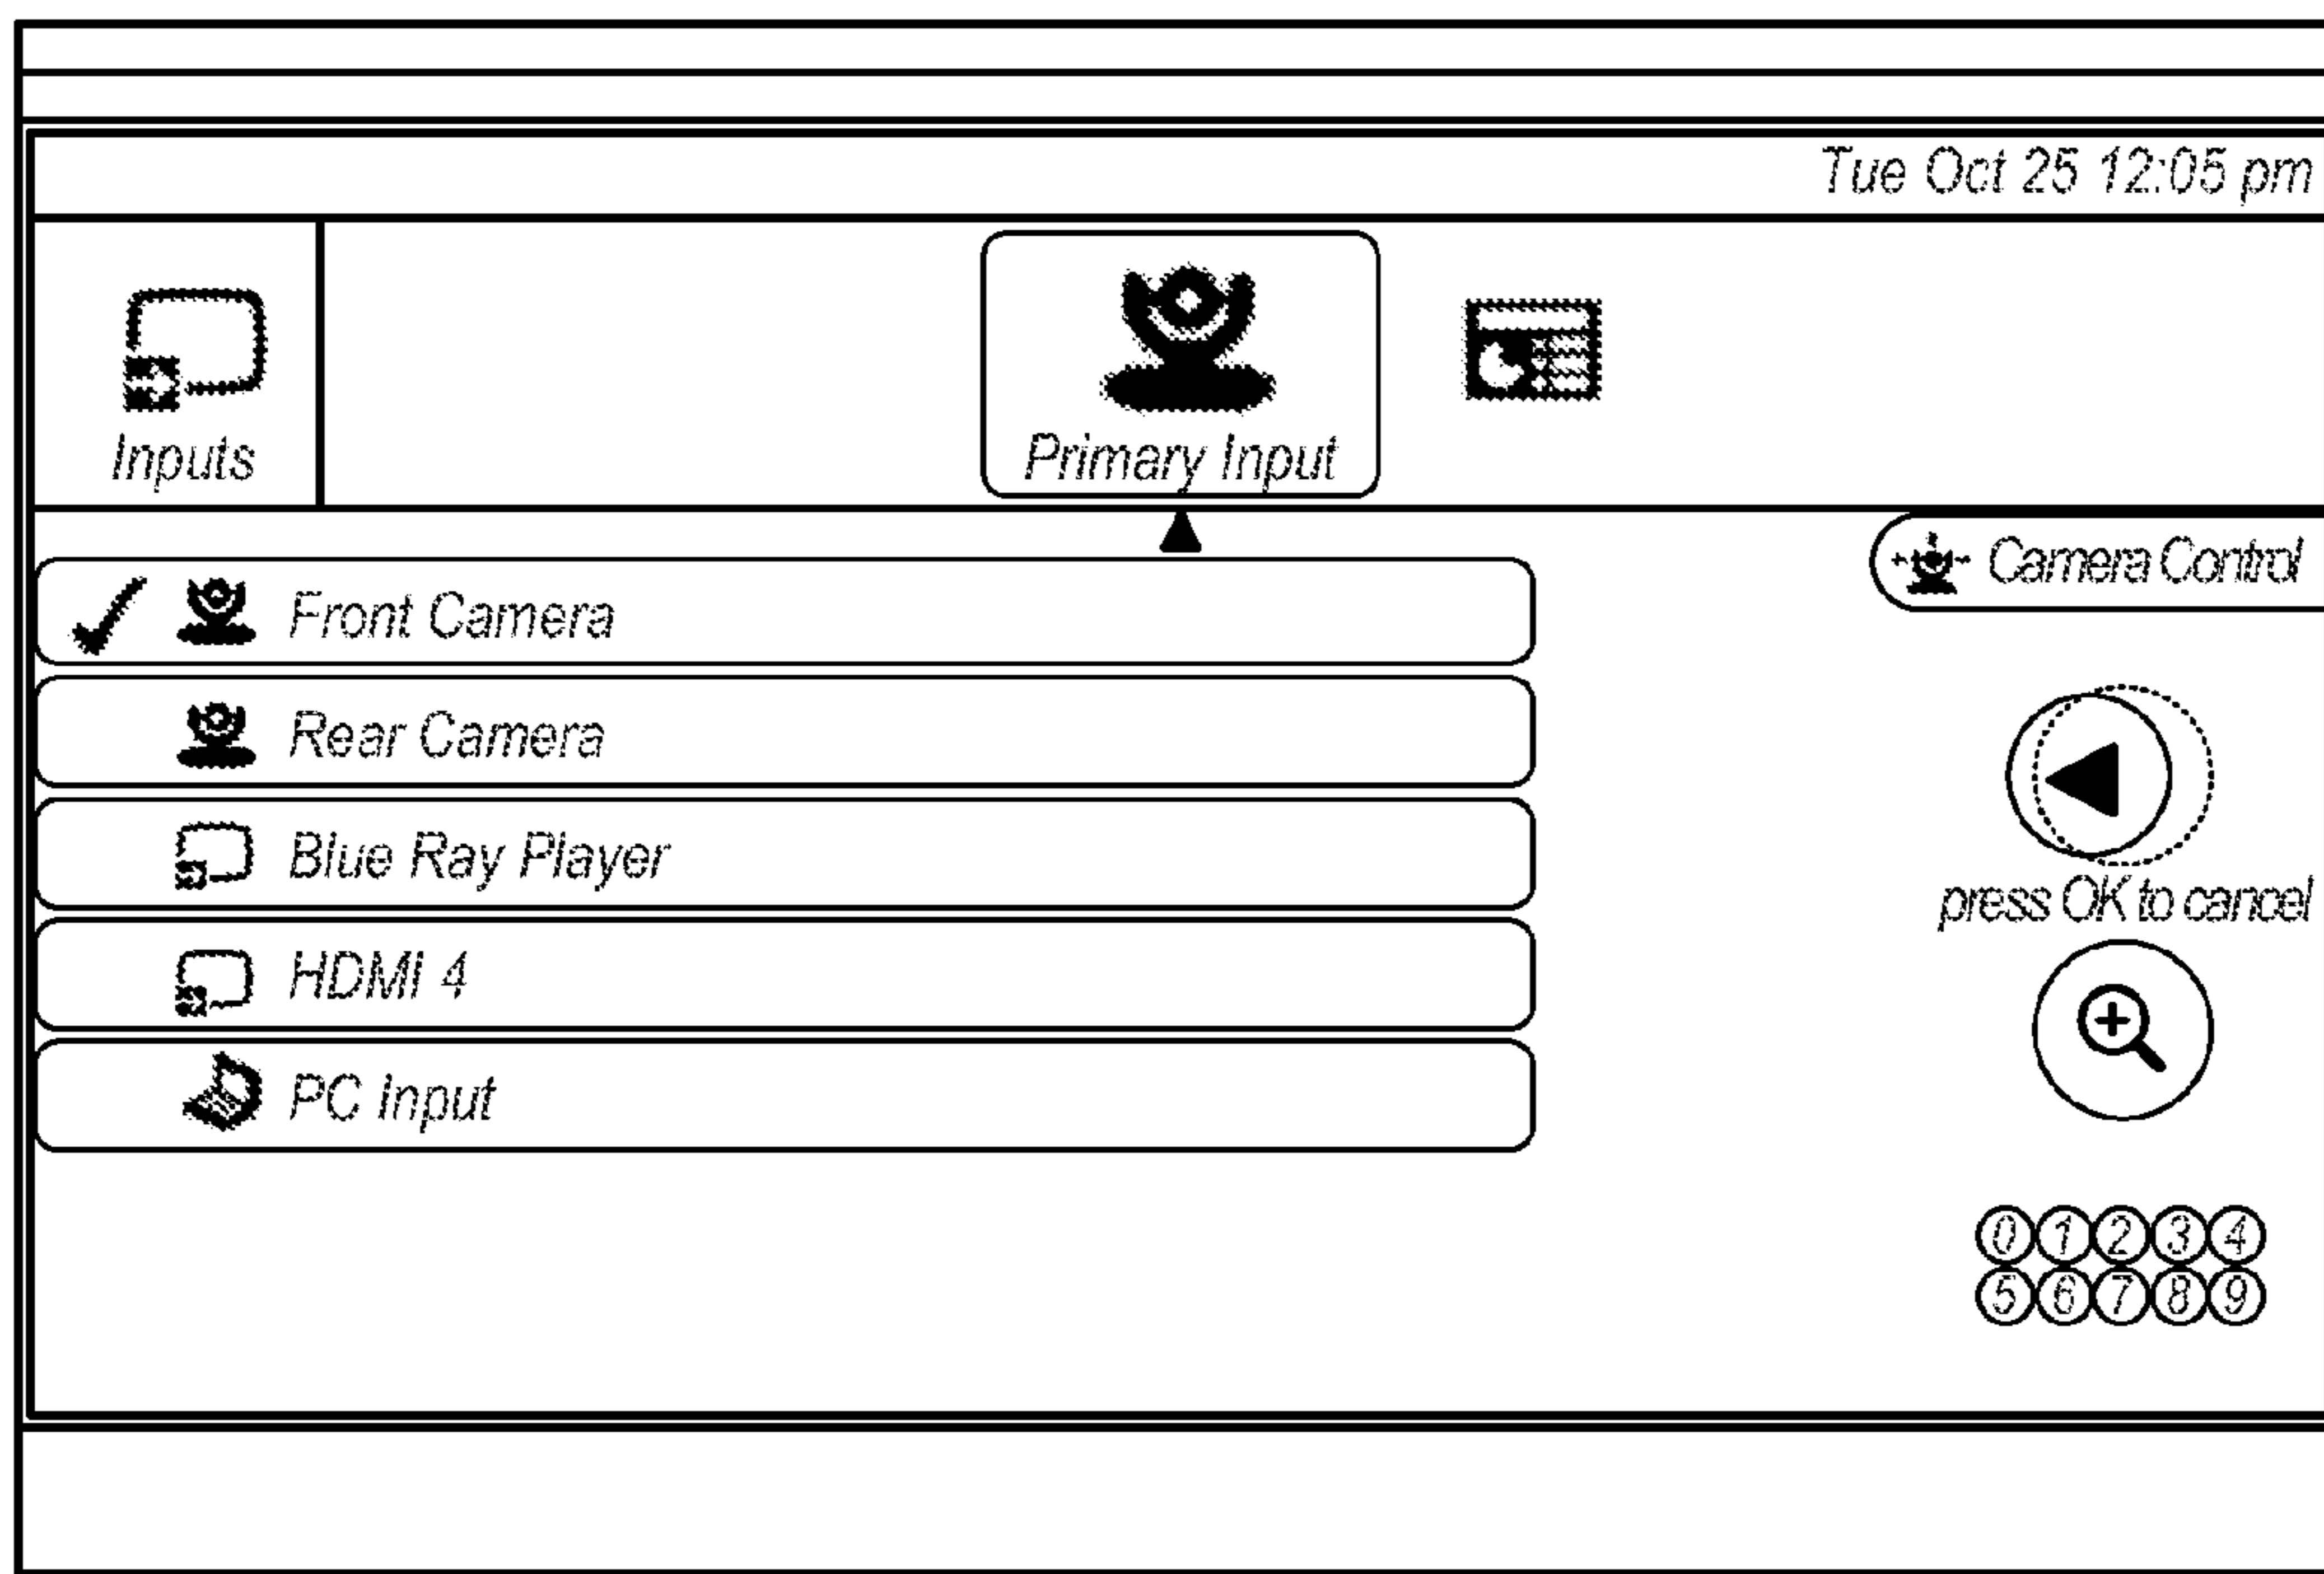 Tue Oct 25 12:05 pm
Inputs
Primary Input
Camera Control
Front Camera
Rear Camera
Blue Ray Player
HDMI 4
PC Input
press OK to cancel
0 1 2 3 4
5 6 7 8 9